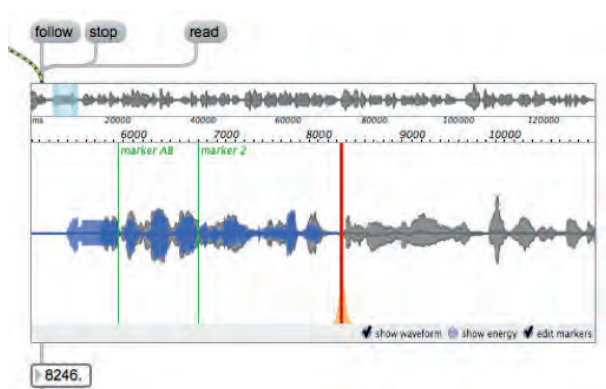 follow stop read
ms 20000 40000 60000 80000 100000 120000
6000 7000 8000 9000 10000
marker AB marker 2
show waveform show energy edit markers
8246.